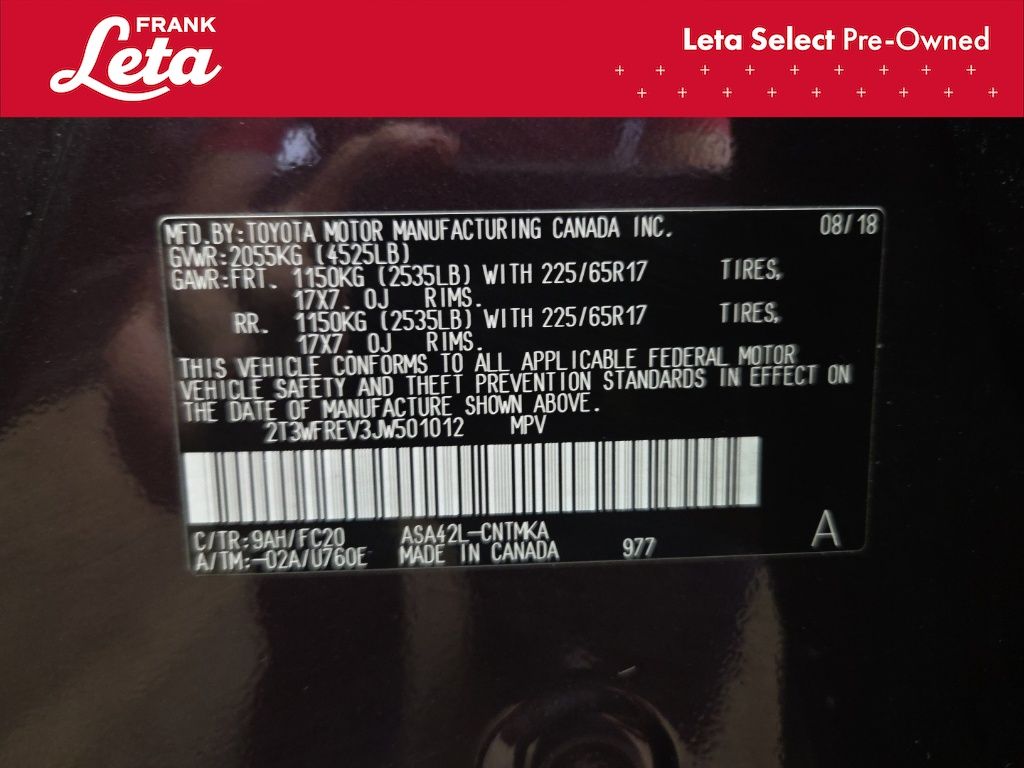 FRANK
Leta
Leta Select Pre-Owned
MFD.BY:TOYOTA MOTOR MANUFACTURING CANADA INC. 08/18
GVWR:2055KG (4525LB)
GAWR:FRT. 1150KG (2535LB) WITH 225/65R17 TIRES,
17X7. 0J RIMS.
RR. 1150KG (2535LB) WITH 225/65R17 TIRES,
17X7. 0J RIMS.
THIS VEHICLE CONFORMS TO ALL APPLICABLE FEDERAL MOTOR
VEHICLE SAFETY AND THEFT PREVENTION STANDARDS IN EFFECT ON
THE DATE OF MANUFACTURE SHOWN ABOVE.
2T3WFREV3JW501012 MPV
C/TR:9AH/FC20 ASA42L-CNTMKA
A/TM:-02A/U760E MADE IN CANADA 977 A